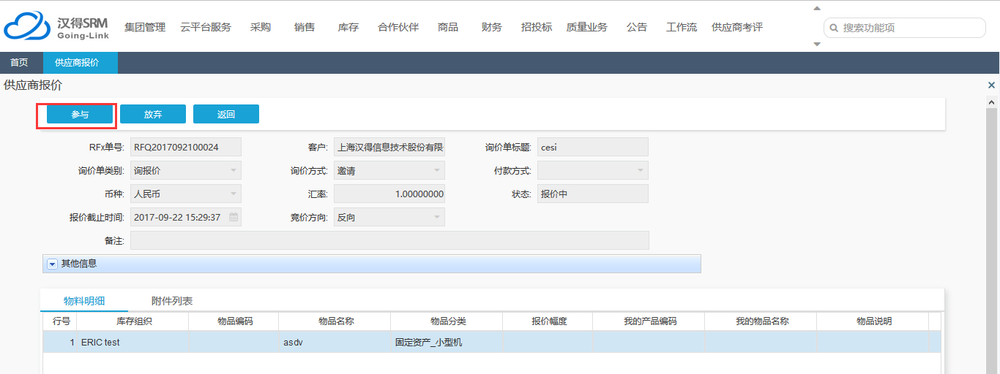 汉得SRM
Going-Link
集团管理 云平台服务 采购 销售 库存 合作伙伴 商品 财务 招投标 质量业务 公告 工作流 供应商考评 搜索功能项
首页 供应商报价
供应商报价
参与 放弃 返回
RFx单号: RFQ2017092100024 客户: 上海汉得信息技术股份有限 询价单标题: cesi
询价单类别: 询报价 询价方式: 邀请 付款方式:
币种: 人民币 汇率: 1.00000000 状态: 报价中
报价截止时间: 2017-09-22 15:29:37 竞价方向: 反向
备注:
其他信息
物料明细 附件列表
行号 库存组织 物品编码 物品名称 物品分类 报价幅度 我的产品编码 我的物品名称 物品说明
1 ERIC test asdv 固定资产_小型机